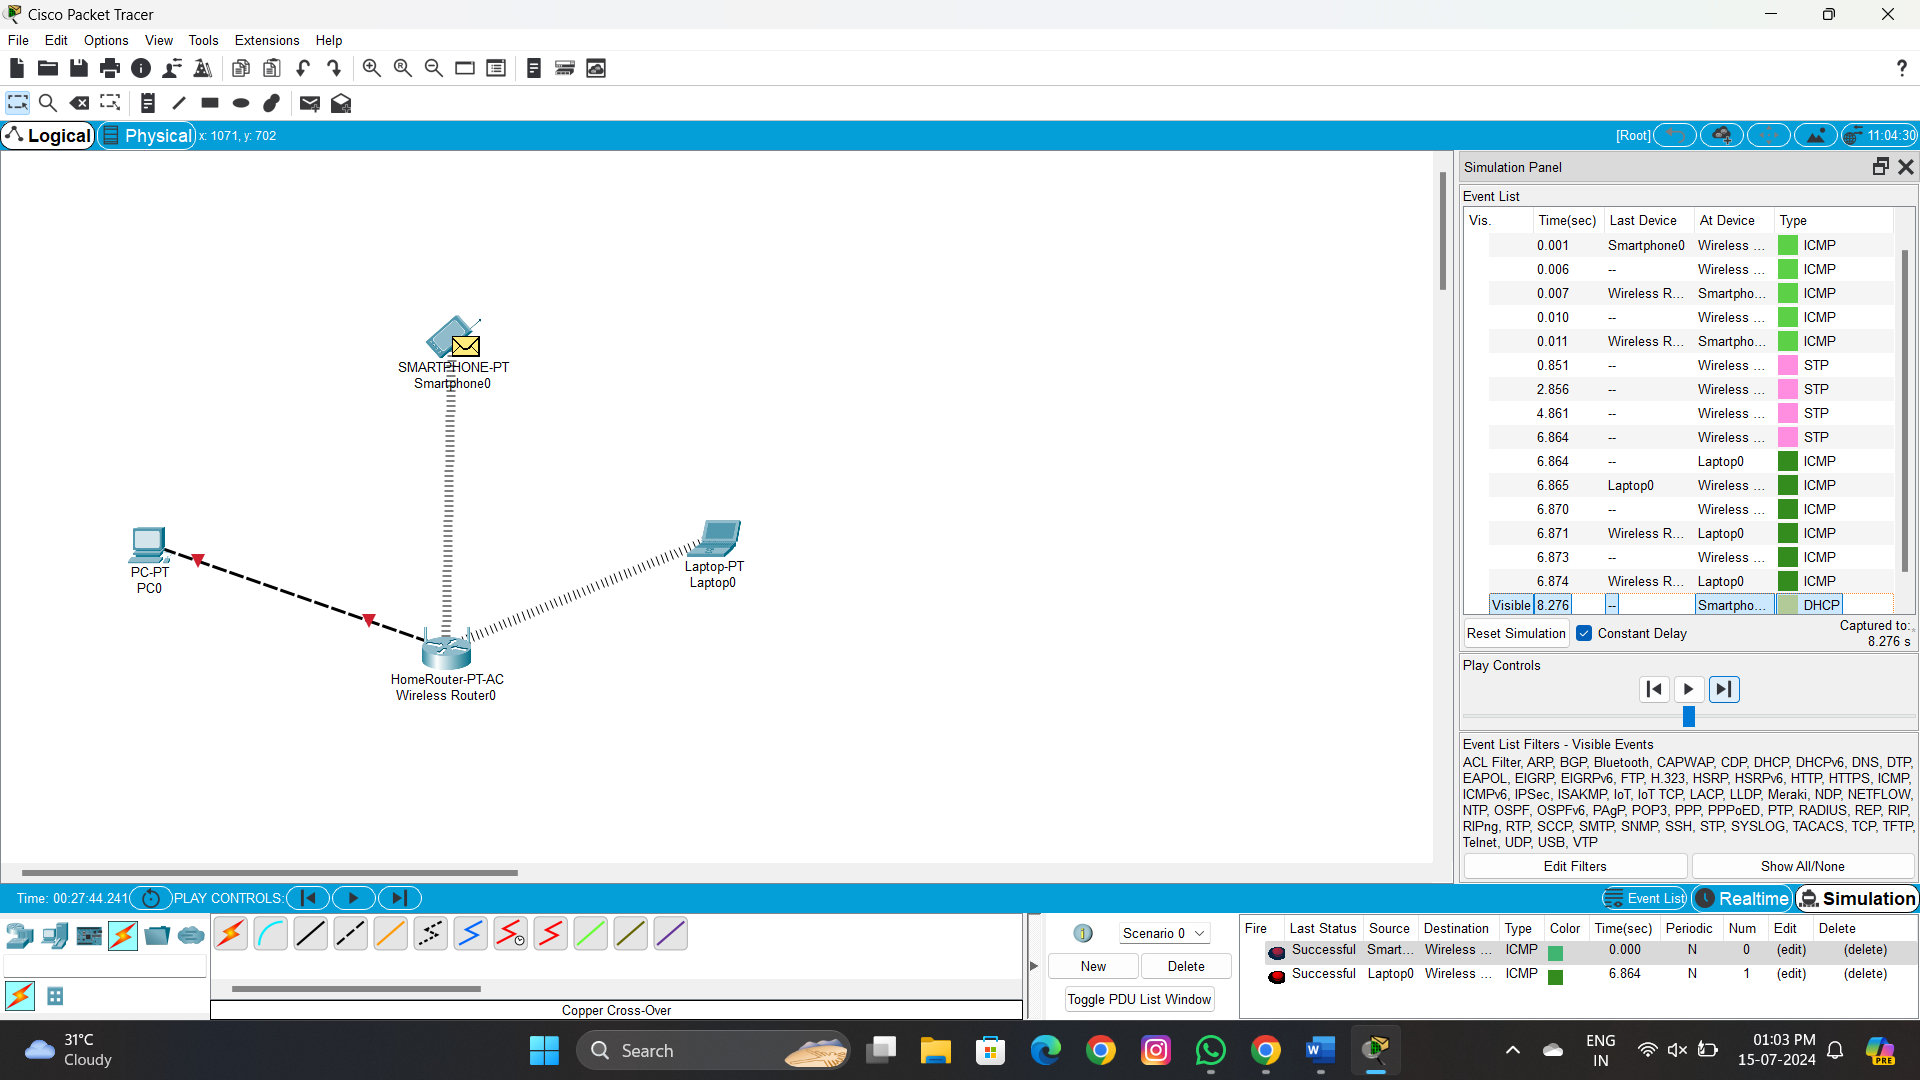 Cisco Packet Tracer
File Edit Options View Tools Extensions Help
?
Logical Physical x: 1071, y: 702 [Root] 11:04:30
Simulation Panel
Event List
Vis. Time(sec) Last Device At Device Type
0.001 Smartphone0 Wireless ... ICMP
0.006 -- Wireless ... ICMP
0.007 Wireless R... Smartpho... ICMP
0.010 -- Wireless ... ICMP
0.011 Wireless R... Smartpho... ICMP
0.851 -- Wireless ... STP
2.856 -- Wireless ... STP
4.861 -- Wireless ... STP
6.864 -- Wireless ... STP
6.864 -- Laptop0 ICMP
6.865 Laptop0 Wireless ... ICMP
6.870 -- Wireless ... ICMP
6.871 Wireless R... Laptop0 ICMP
6.873 -- Wireless ... ICMP
6.874 Wireless R... Laptop0 ICMP
Visible 8.276 -- Smartpho... DHCP
Reset Simulation Constant Delay Captured to:
8.276 s
Play Controls
Event List Filters - Visible Events
ACL Filter, ARP, BGP, Bluetooth, CAPWAP, CDP, DHCP, DHCPv6, DNS, DTP,
EAPOL, EIGRP, EIGRPv6, FTP, H.323, HSRP, HSRPv6, HTTP, HTTPS, ICMP,
ICMPv6, IPSec, ISAKMP, IoT, IoT TCP, LACP, LLDP, Meraki, NDP, NETFLOW,
NTP, OSPF, OSPFv6, PAgP, POP3, PPP, PPPoED, PTP, RADIUS, REP, RIP,
RIPng, RTP, SCCP, SMTP, SNMP, SSH, STP, SYSLOG, TACACS, TCP, TFTP,
Telnet, UDP, USB, VTP
Edit Filters Show All/None
SMARTPHONE-PT
Smartphone0
PC-PT
PC0
Laptop-PT
Laptop0
HomeRouter-PT-AC
Wireless Router0
Time: 00:27:44.241 PLAY CONTROLS: Event List Realtime Simulation
Scenario 0
New Delete
Toggle PDU List Window
Fire Last Status Source Destination Type Color Time(sec) Periodic Num Edit Delete
Successful Smart... Wireless ... ICMP 0.000 N 0 (edit) (delete)
Successful Laptop0 Wireless ... ICMP 6.864 N 1 (edit) (delete)
Copper Cross-Over
31°C
Cloudy
Search
ENG
IN
01:03 PM
15-07-2024
PRE